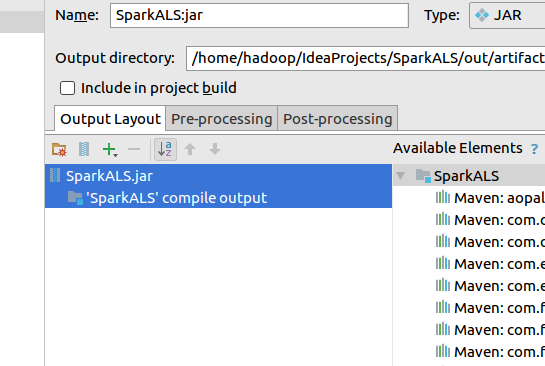 Name: SparkALS:jar Type: JAR
Output directory: /home/hadoop/IdeaProjects/SparkALS/out/artifact
Include in project build
Output Layout Pre-processing Post-processing
Available Elements ?
SparkALS.jar SparkALS
'SparkALS' compile output Maven: aopal
Maven: com.
Maven: com.c
Maven: com.e
Maven: com.e
Maven: com.f
Maven: com.f
Maven: com.f